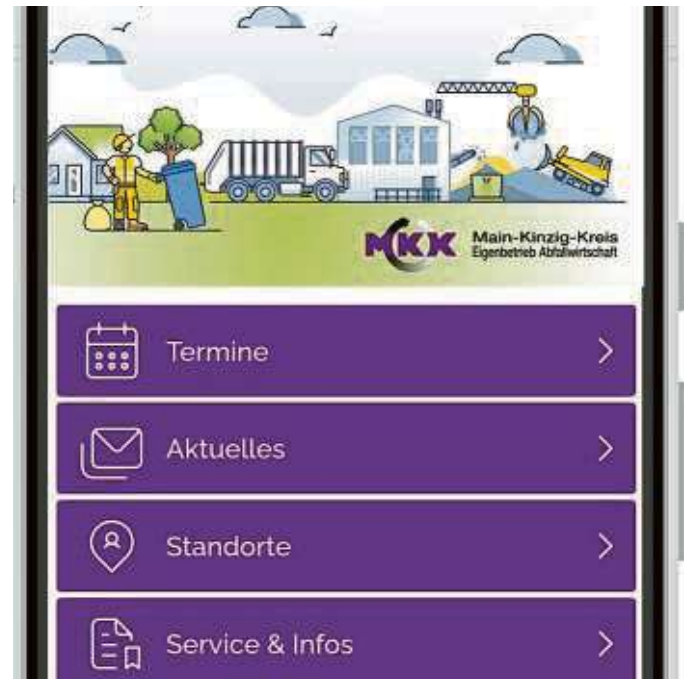 MKK
Main-Kinzig-Kreis
Eigenbetrieb Abfallwirtschaft
Termine
Aktuelles
Standorte
Service & Infos